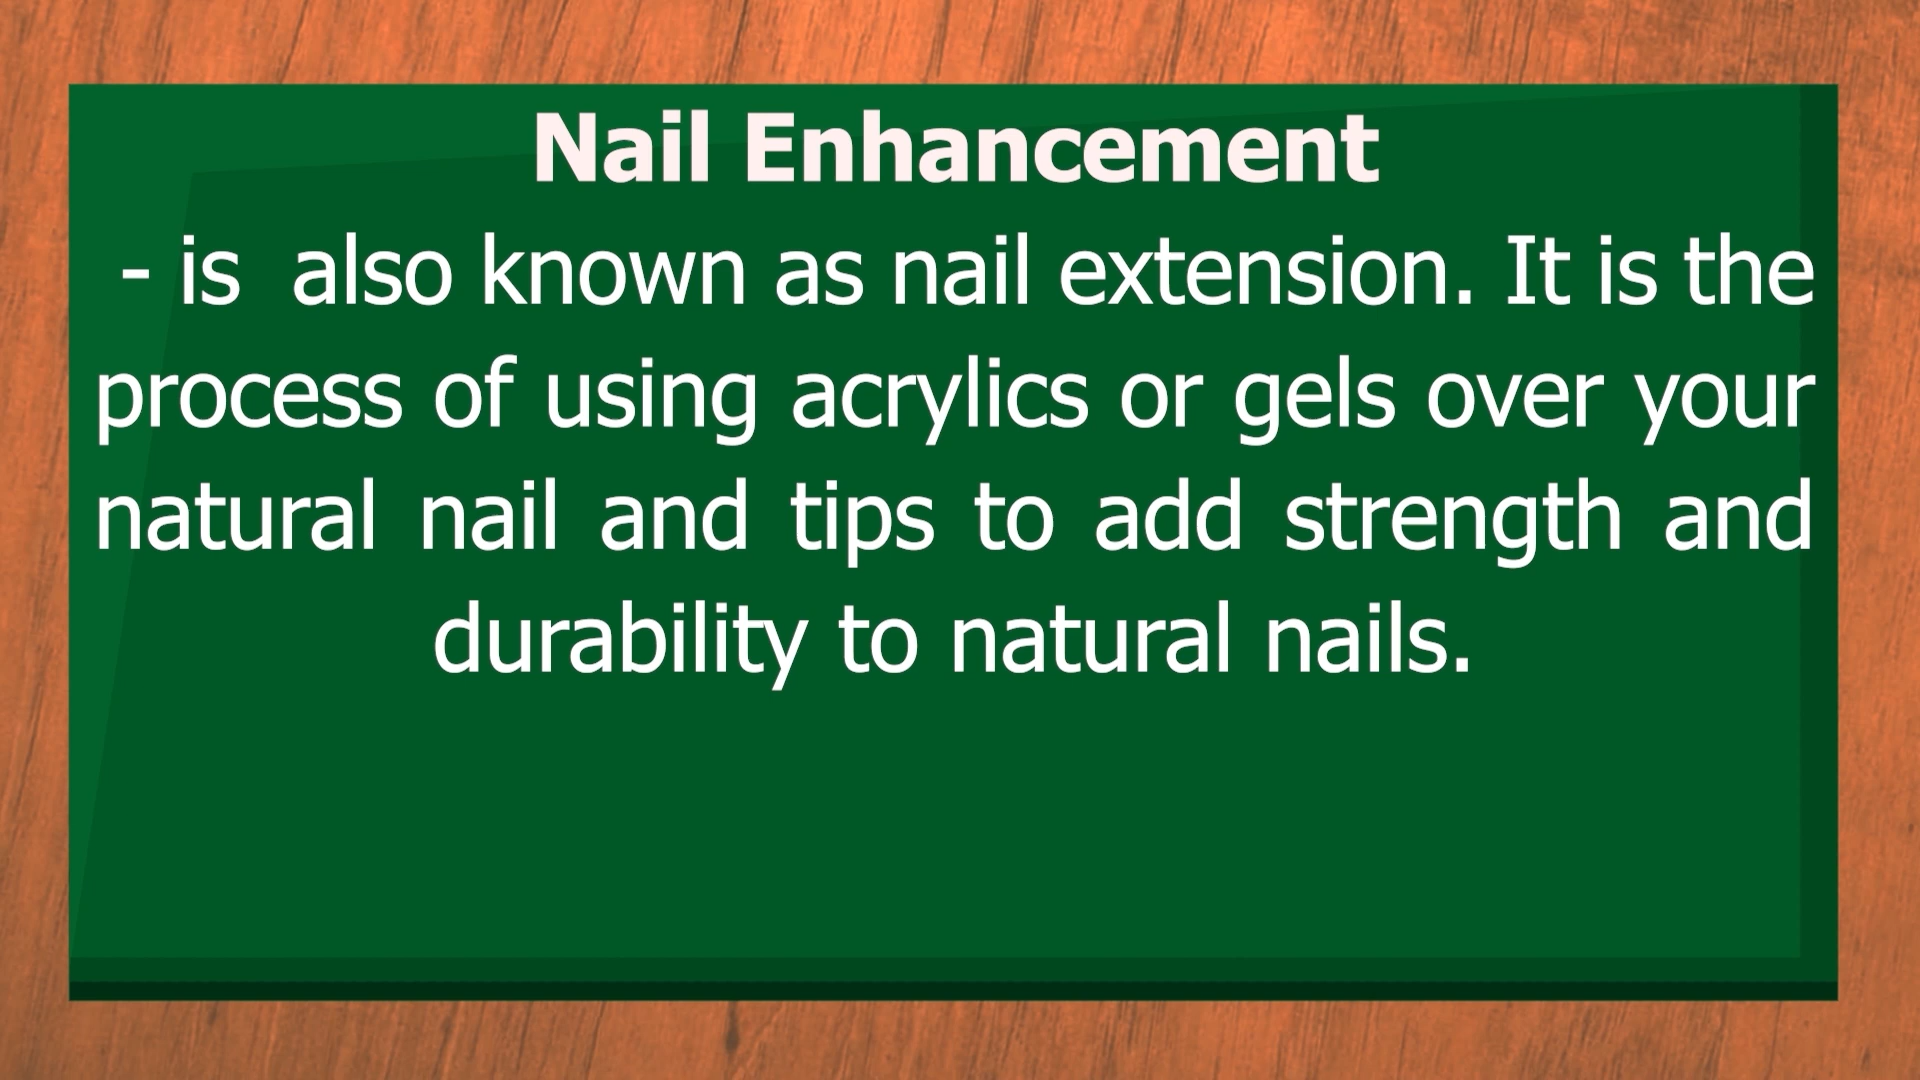 Nail Enhancement
- is  also known as nail extension. It is the
process of using acrylics or gels over your
natural nail and tips to add strength and
durability to natural nails.